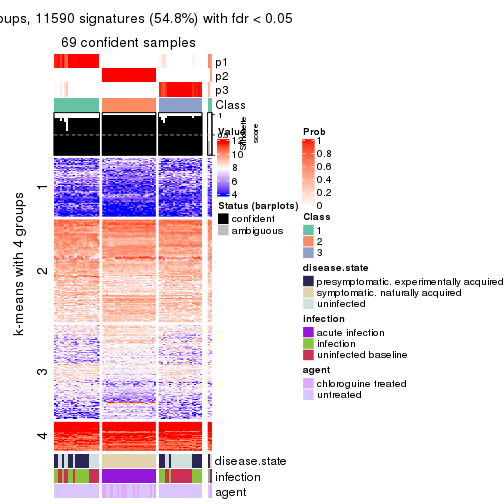 oups, 11590 signatures (54.8%) with fdr < 0.05
69 confident samples
p1
p2
p3
Class
1
score
Value
12
10
8
6
4
Status (barplots)
confident
ambiguous
Prob
1
0.8
0.6
0.4
0.2
0
Class
1
2
3
disease.state
presymptomatic, experimentally acquired
symptomatic, naturally acquired
uninfected
infection
acute infection
infection
uninfected baseline
agent
chloroguine treated
untreated
k-means with 4 groups
1
2
3
4
disease.state
infection
agent